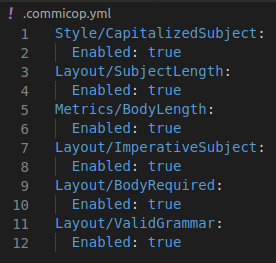 ! .commicop.yml
1 Style/CapitalizedSubject:
2   Enabled: true
3 Layout/SubjectLength:
4   Enabled: true
5 Metrics/BodyLength:
6   Enabled: true
7 Layout/ImperativeSubject:
8   Enabled: true
9 Layout/BodyRequired:
10   Enabled: true
11 Layout/ValidGrammar:
12   Enabled: true